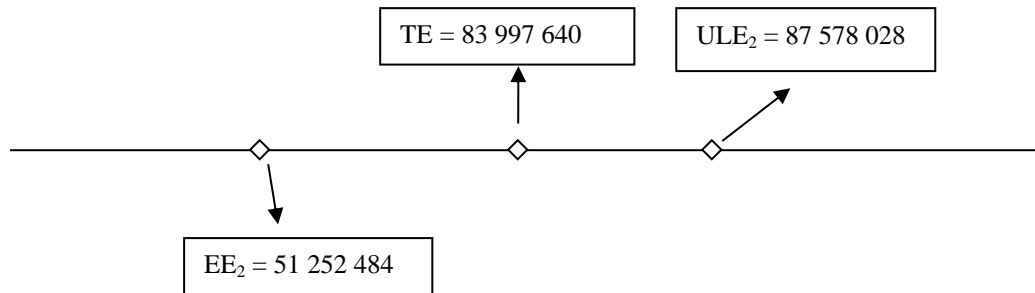 TE = 83 997 640
ULE₂ = 87 578 028
EE₂ = 51 252 484